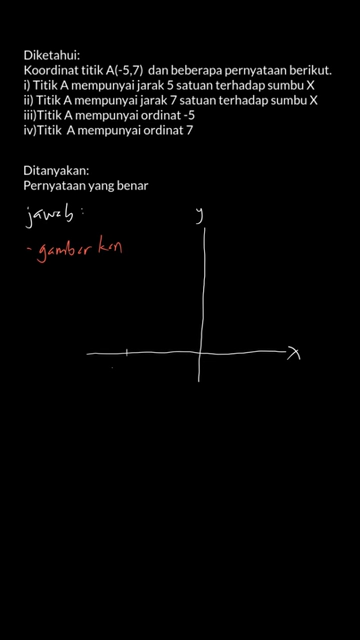 Diketahui:
Koordinat titik A(-5,7) dan beberapa pernyataan berikut.
i) Titik A mempunyai jarak 5 satuan terhadap sumbu X
ii) Titik A mempunyai jarak 7 satuan terhadap sumbu X
iii)Titik A mempunyai ordinat -5
iv)Titik A mempunyai ordinat 7
Ditanyakan:
Pernyataan yang benar
jawab :
y
- gambar kan
X